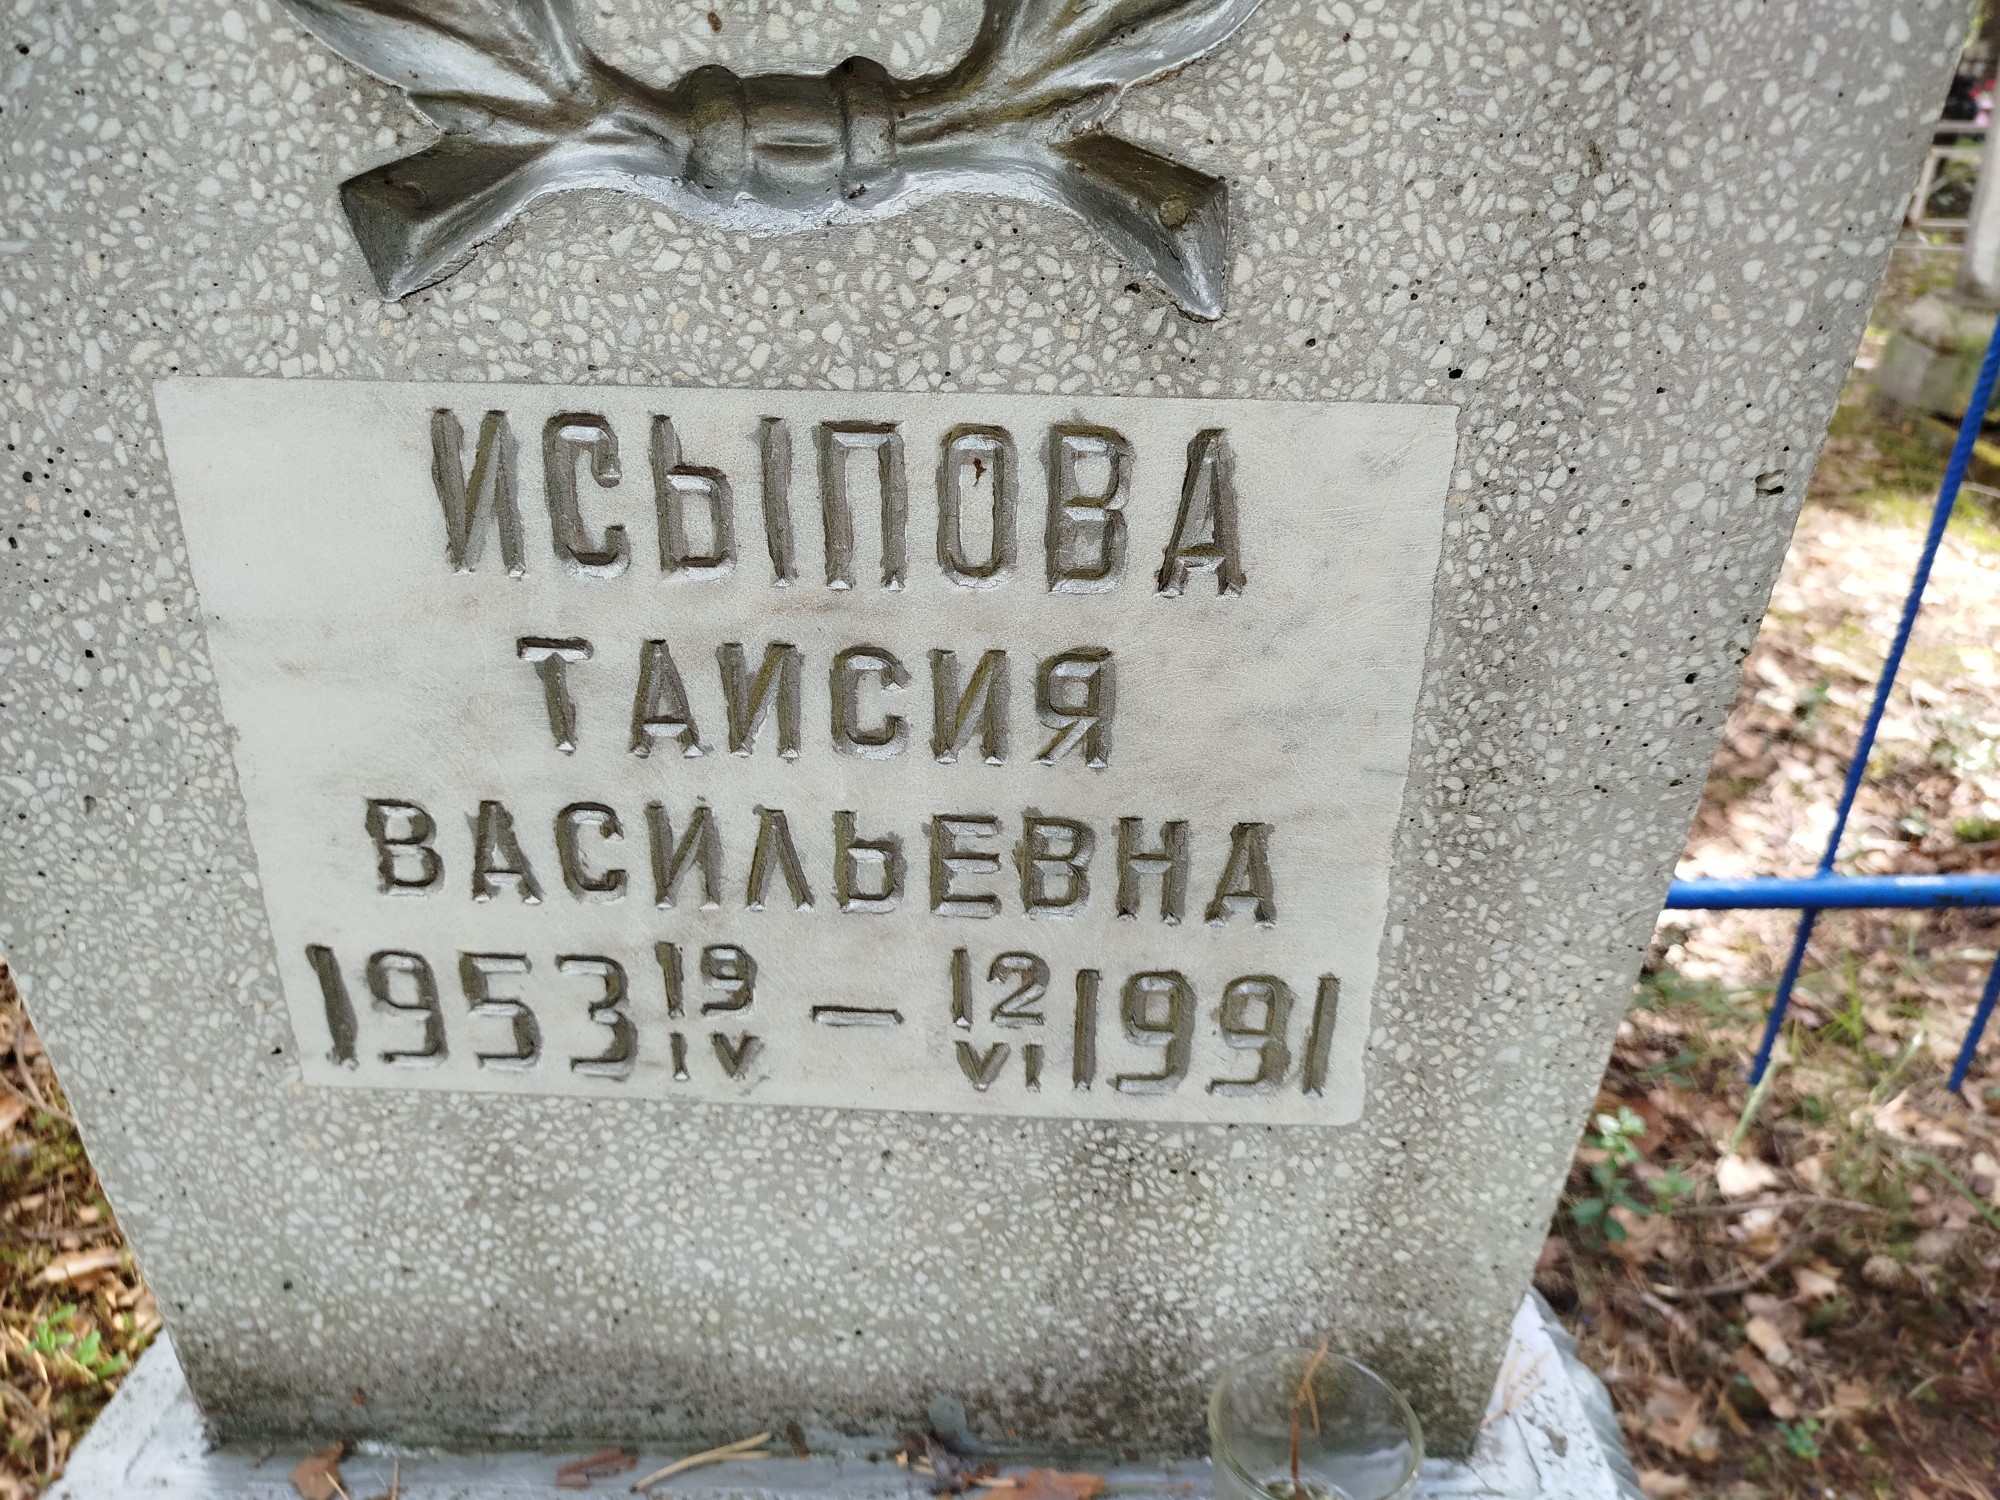 ИСЫПОВА
ТАИСИЯ
ВАСИЛЬЕВНА
1953 19/IV – 12/VI 1991